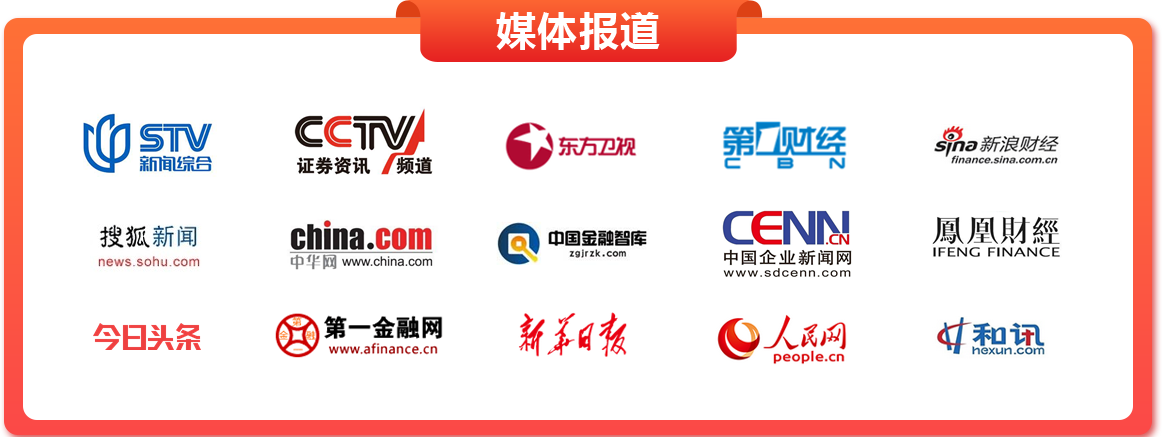 媒体报道
STV
新闻综合
CCTV
证券资讯 频道
东方卫视
第一财经
CBN
sina 新浪财经
finance.sina.com.cn
搜狐新闻
news.sohu.com
china.com
中华网 www.china.com
中国金融智库
zgjrzk.com
CENN.CN
中国企业新闻网
www.sdcenn.com
鳳凰財經
IFENG FINANCE
今日头条
第一金融网
www.afinance.cn
新华日报
人民网
people.cn
和讯
hexun.com